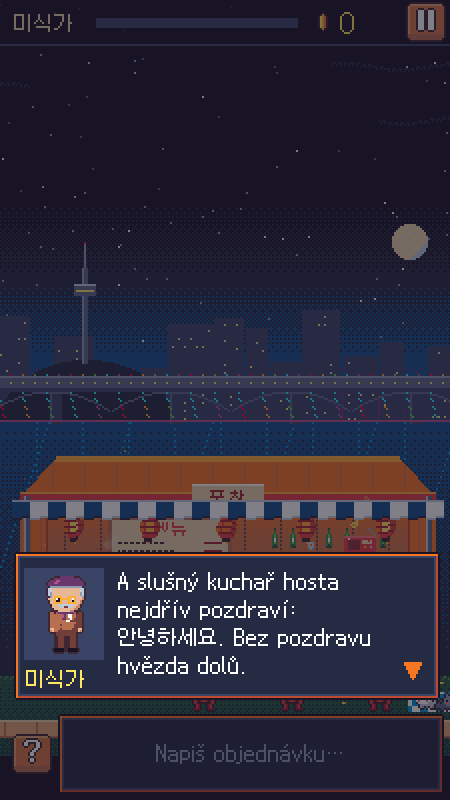 미식가
0
포차
A slušný kuchař hosta
nejdřív pozdraví:
안녕하세요. Bez pozdravu
hvězda dolů.
미식가
?
Napiš objednávku…